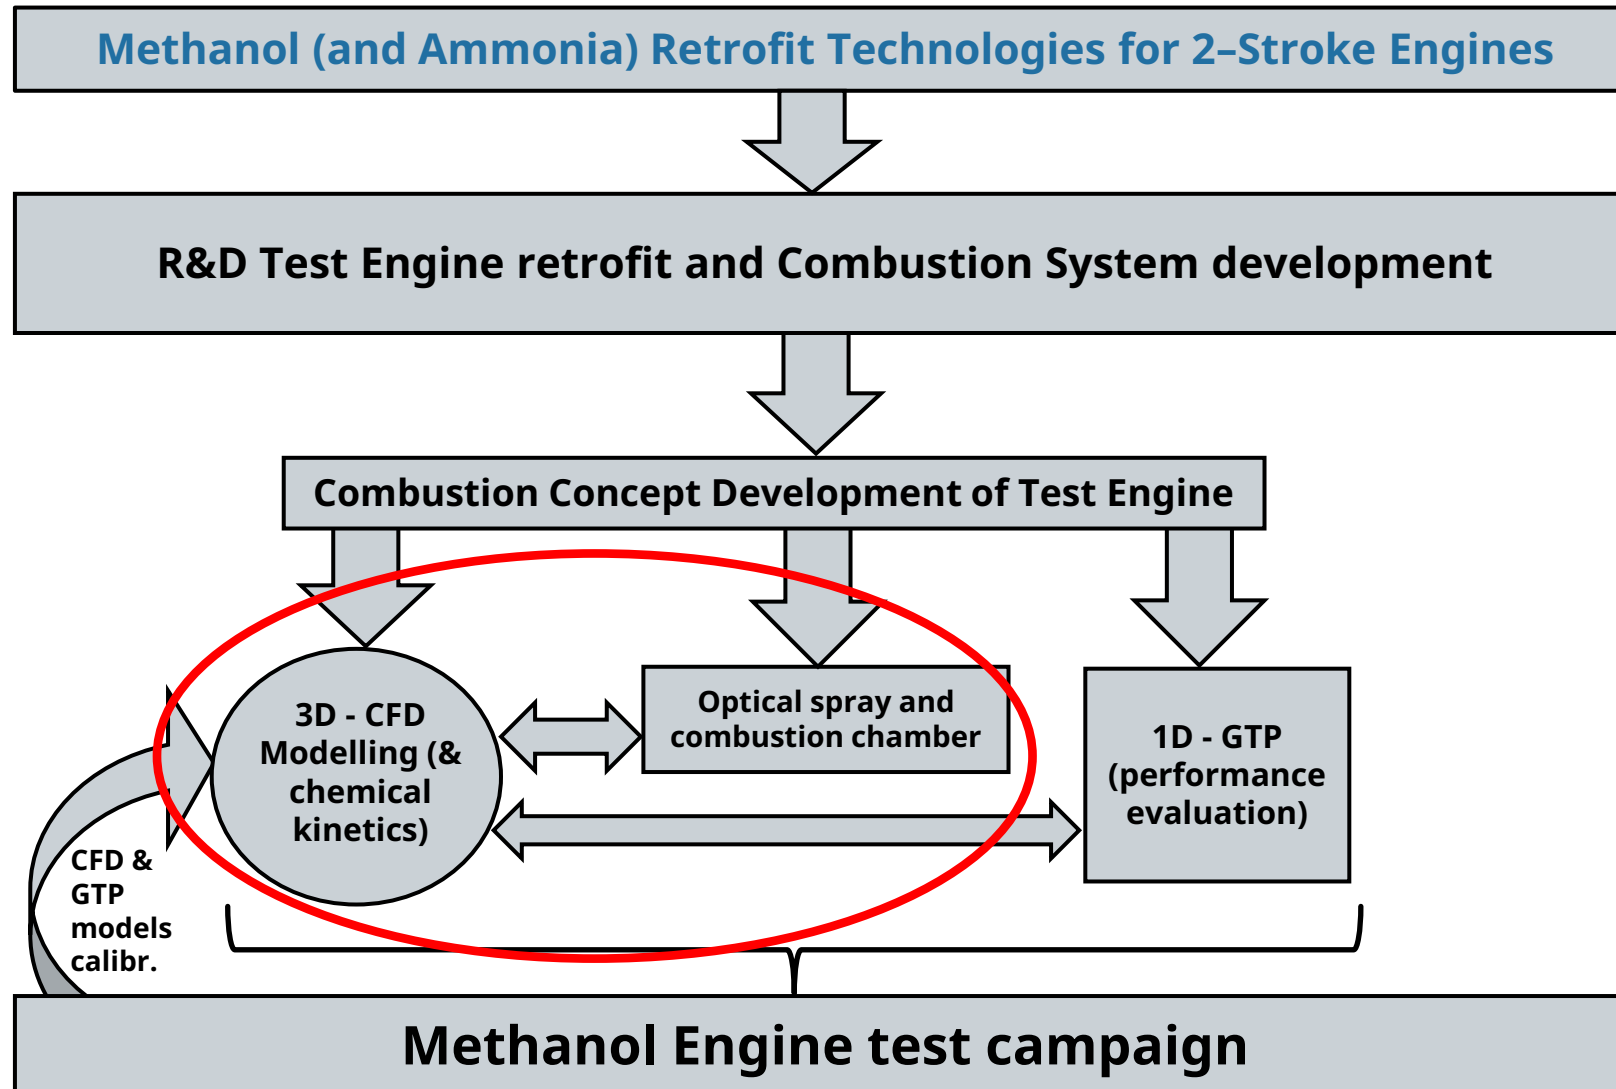 Methanol (and Ammonia) Retrofit Technologies for 2–Stroke Engines
R&D Test Engine retrofit and Combustion System development
Combustion Concept Development of Test Engine
3D - CFD
Modelling (&
chemical
kinetics)
Optical spray and
combustion chamber
1D - GTP
(performance
evaluation)
CFD &
GTP
models
calibr.
Methanol Engine test campaign